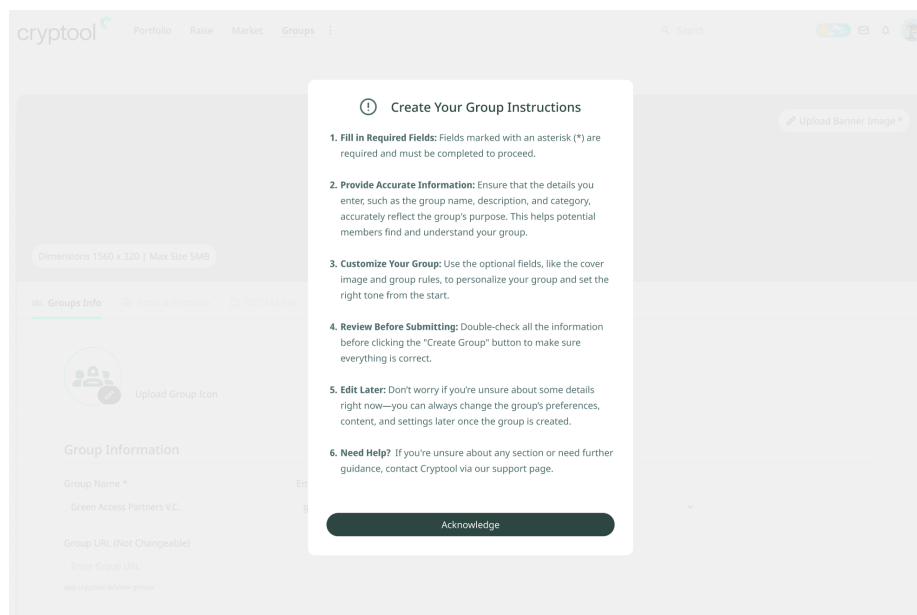 cryptool
Portfolio Raise Market Groups
Search
Upload Banner Image *
Dimensions 1560 x 320 | Max Size 5MB
Groups Info
Create Your Group Instructions
1. Fill in Required Fields: Fields marked with an asterisk (*) are
required and must be completed to proceed.
2. Provide Accurate Information: Ensure that the details you
enter, such as the group name, description, and category,
accurately reflect the group's purpose. This helps potential
members find and understand your group.
3. Customize Your Group: Use the optional fields, like the cover
image and group rules, to personalize your group and set the
right tone from the start.
4. Review Before Submitting: Double-check all the information
before clicking the "Create Group" button to make sure
everything is correct.
5. Edit Later: Don't worry if you're unsure about some details
right now—you can always change the group's preferences,
content, and settings later once the group is created.
6. Need Help? If you're unsure about any section or need further
guidance, contact Cryptool via our support page.
Acknowledge
Upload Group Icon
Group Information
Group Name *
Green Access Partners V.C.
Group URL (Not Changeable)
Enter Group URL